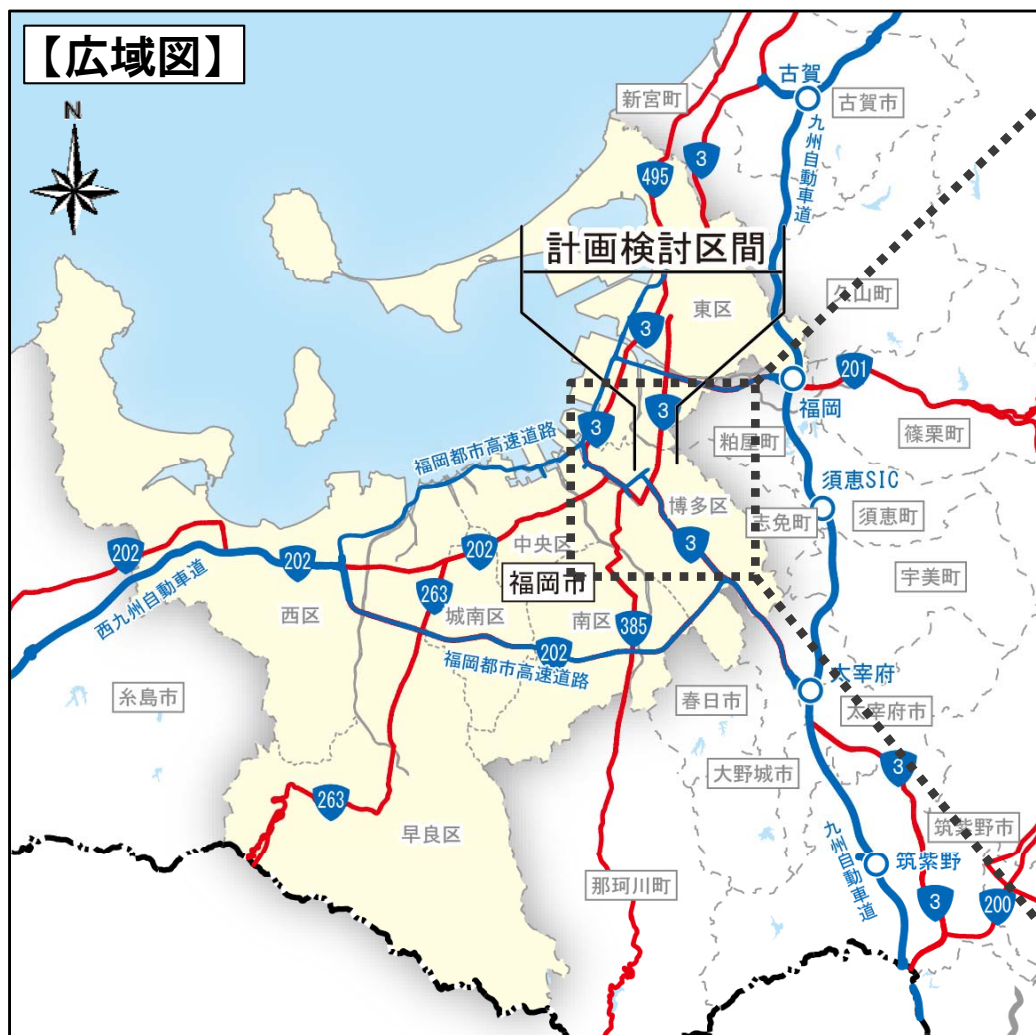 【広域図】
N
古賀
新宮町
古賀市
九州自動車道
3
495
計画検討区間
久山町
東区
3
201
福岡
3
3
粕屋町
篠栗町
福岡都市高速道路
須恵SIC
博多区
志免町
須恵町
202
202
202
中央区
3
宇美町
西九州自動車道
263
福岡市
西区
城南区
南区
385
202
福岡都市高速道路
太宰府
糸島市
春日市
太宰府市
大野城市
3
263
筑紫野市
早良区
九州自動車道
筑紫野
那珂川町
3
200